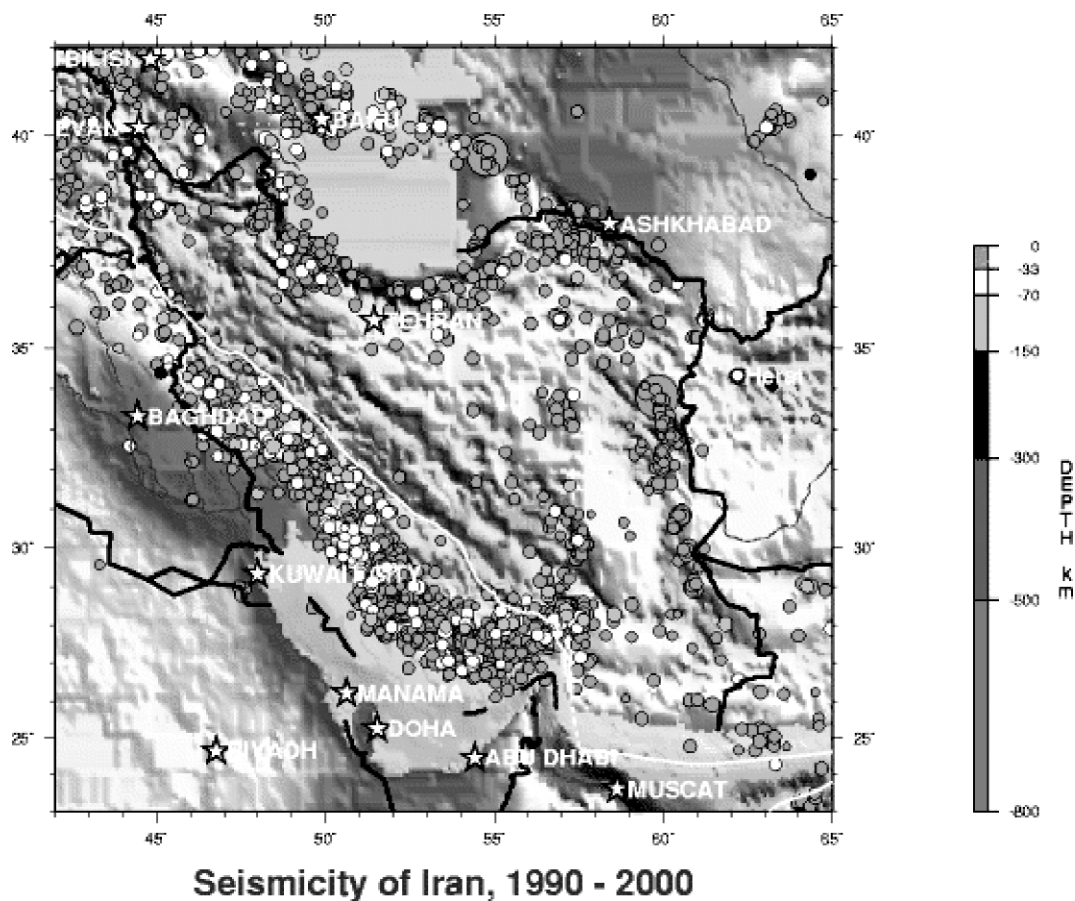 45° 50° 55° 60° 65°
BILISI
EVAN
BAKU
40° 40°
ASHKHABAD
TEHRAN
35° 35°
Herat
BAGHDAD
30° 30°
KUWAIT CITY
MANAMA
DOHA
25° 25°
RIYADH
ABU DHABI
MUSCAT
45° 50° 55° 60° 65°
0
-33
-70
-150
-300
-500
-800
DEPTH KM
Seismicity of Iran, 1990 - 2000